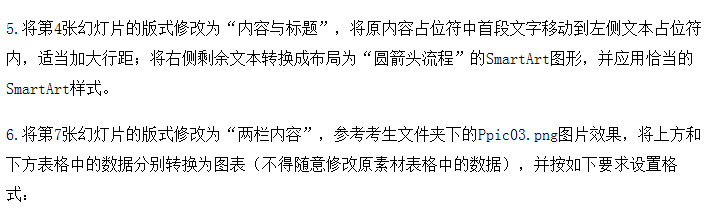 5.将第4张幻灯片的版式修改为“内容与标题”，将原内容占位符中首段文字移动到左侧文本占位符
内，适当加大行距；将右侧剩余文本转换成布局为“圆箭头流程”的SmartArt图形，并应用恰当的
SmartArt样式。
6.将第7张幻灯片的版式修改为“两栏内容”，参考考生文件夹下的Ppic03.png图片效果，将上方和
下方表格中的数据分别转换为图表（不得随意修改原素材表格中的数据），并按如下要求设置格
式：